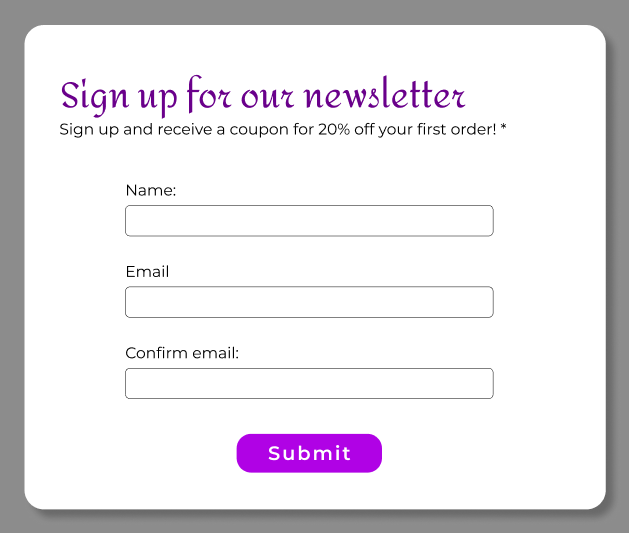 Sign up for our newsletter
Sign up and receive a coupon for 20% off your first order! *
Name:
Email
Confirm email:
Submit